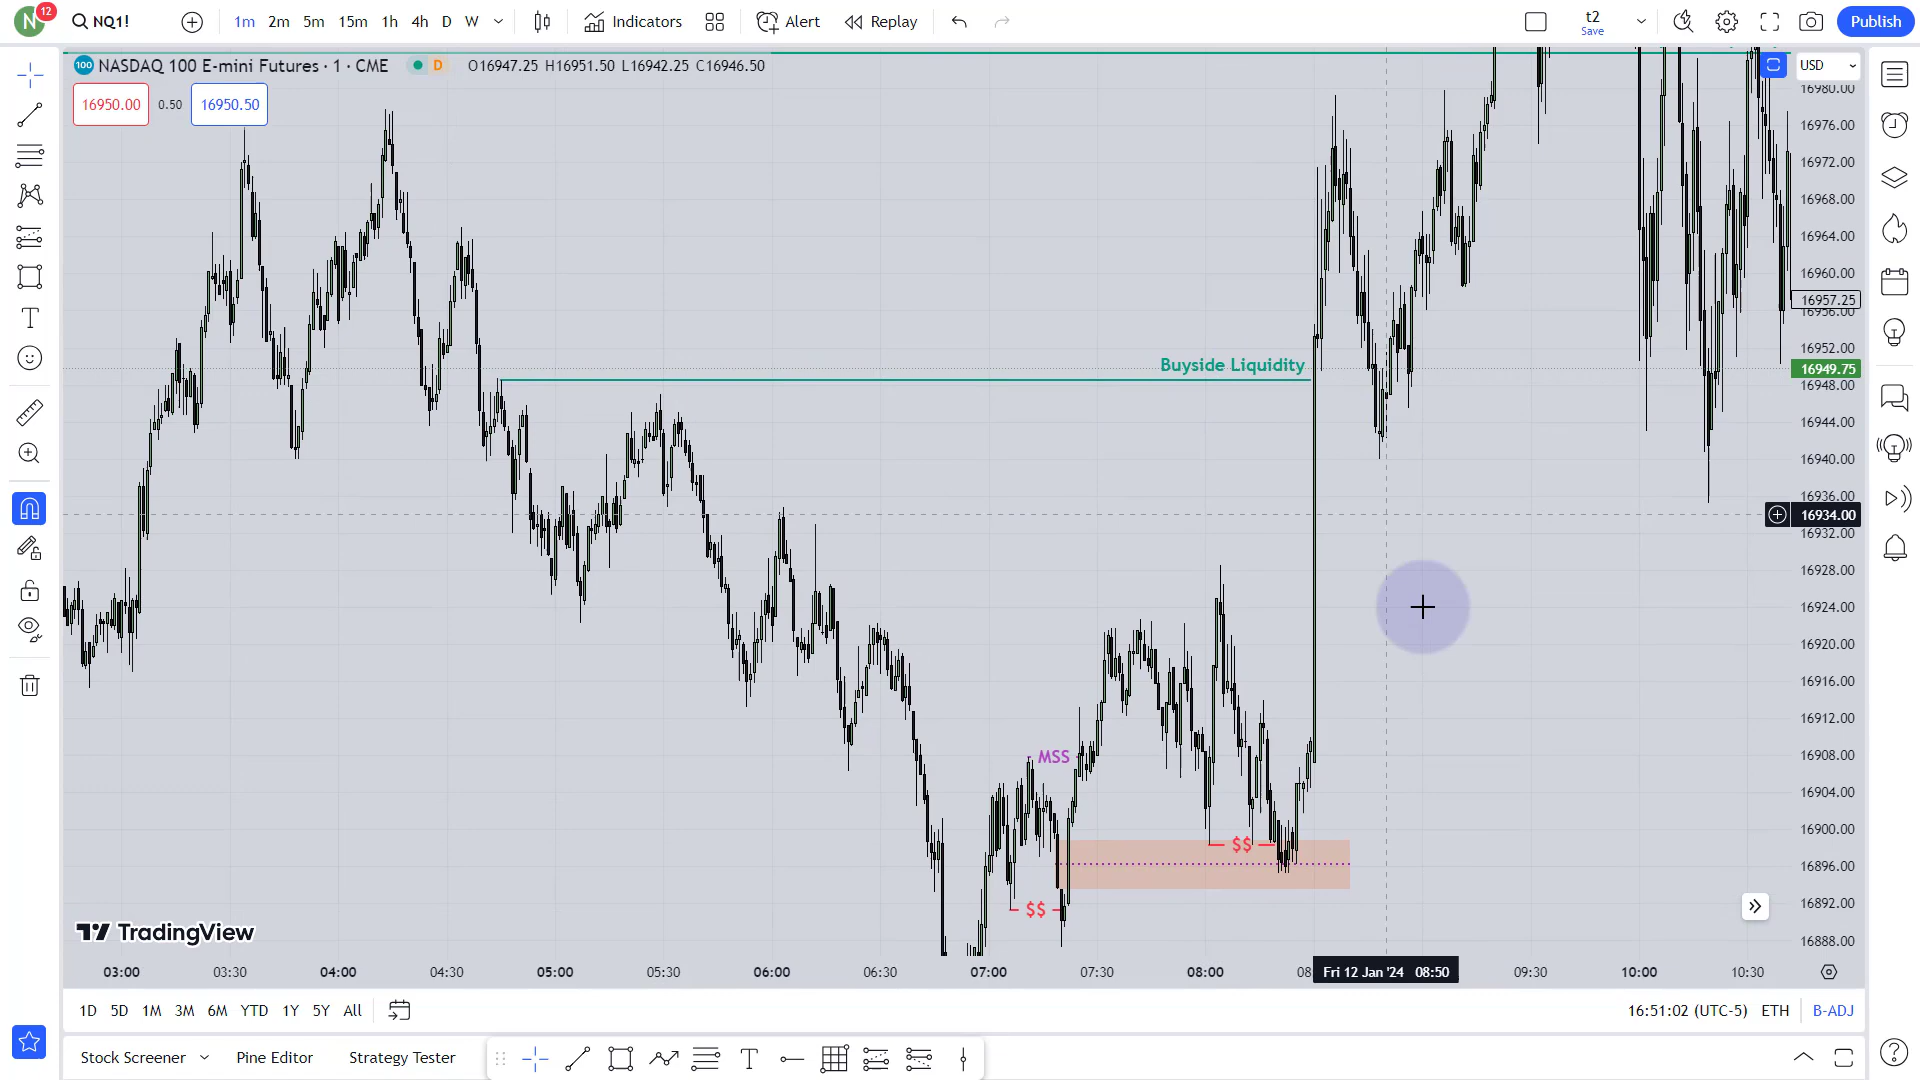 N
12
NQ1!
1m 2m 5m 15m 1h 4h D W
Indicators
Alert
Replay
t2
Save
Publish
100 NASDAQ 100 E-mini Futures · 1 · CME
D
O16947.25 H16951.50 L16942.25 C16946.50
USD
16950.00
0.50
16950.50
16980.00
16976.00
16972.00
16968.00
16964.00
16960.00
16957.25
16956.00
16952.00
16949.75
16948.00
16944.00
16940.00
16936.00
16934.00
16932.00
16928.00
16924.00
16920.00
16916.00
16912.00
16908.00
16904.00
16900.00
16896.00
16892.00
16888.00
Buyside Liquidity
MSS
$$
$$
TradingView
03:00 03:30 04:00 04:30 05:00 05:30 06:00 06:30 07:00 07:30 08:00 08 Fri 12 Jan '24 08:50 09:30 10:00 10:30
1D 5D 1M 3M 6M YTD 1Y 5Y All
16:51:02 (UTC-5) ETH B-ADJ
Stock Screener
Pine Editor
Strategy Tester